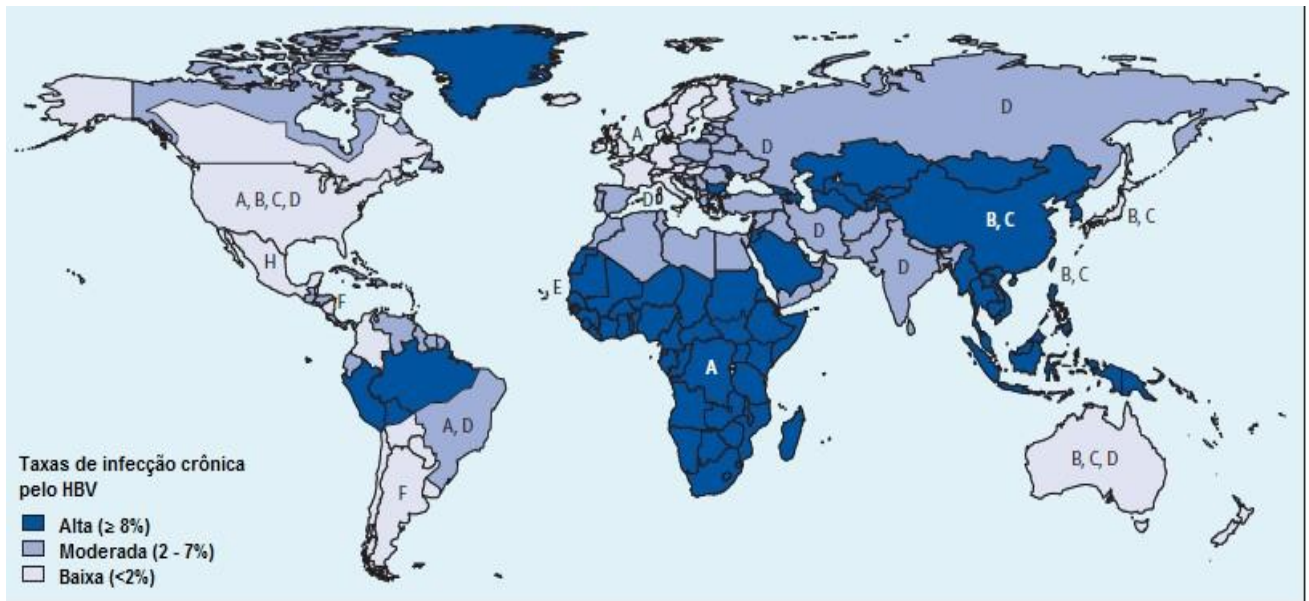 D
A
D
A, B, C, D
D
B, C
B, C
D
H
D
B, C
E
F
A
A, D
B, C, D
F
Taxas de infecção crônica
pelo HBV
Alta (≥ 8%)
Moderada (2 - 7%)
Baixa (<2%)